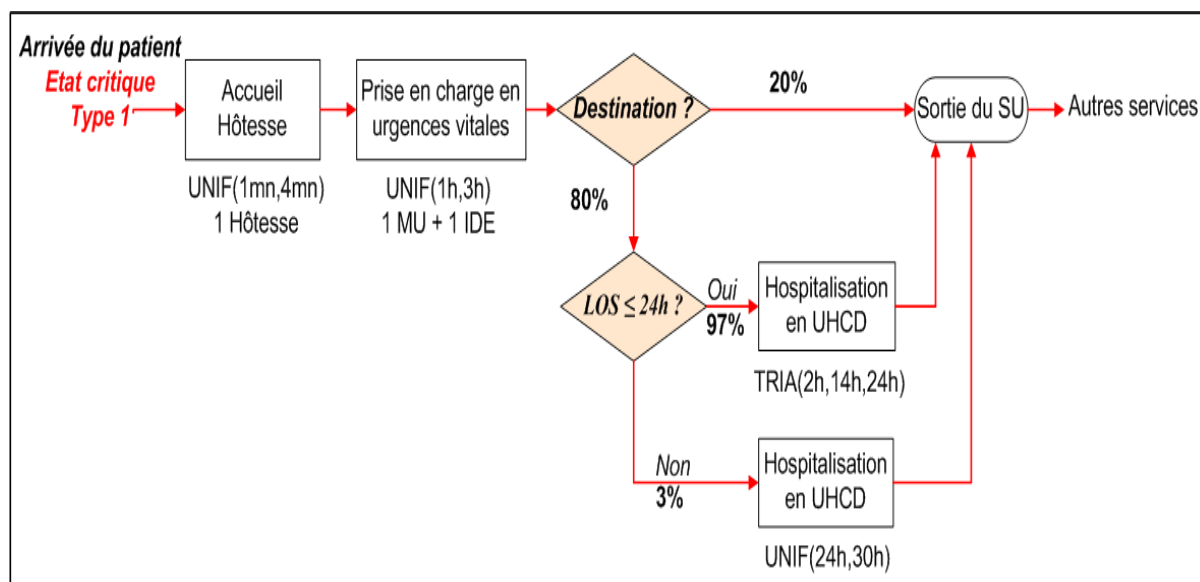 Arrivée du patient
Etat critique
Type 1
Accueil
Hôtesse
UNIF(1mn,4mn)
1 Hôtesse
Prise en charge en
urgences vitales
UNIF(1h,3h)
1 MU + 1 IDE
Destination ?
20%
Sortie du SU
Autres services
80%
LOS ≤ 24h ?
Oui
97%
Hospitalisation
en UHCD
TRIA(2h,14h,24h)
Non
3%
Hospitalisation
en UHCD
UNIF(24h,30h)